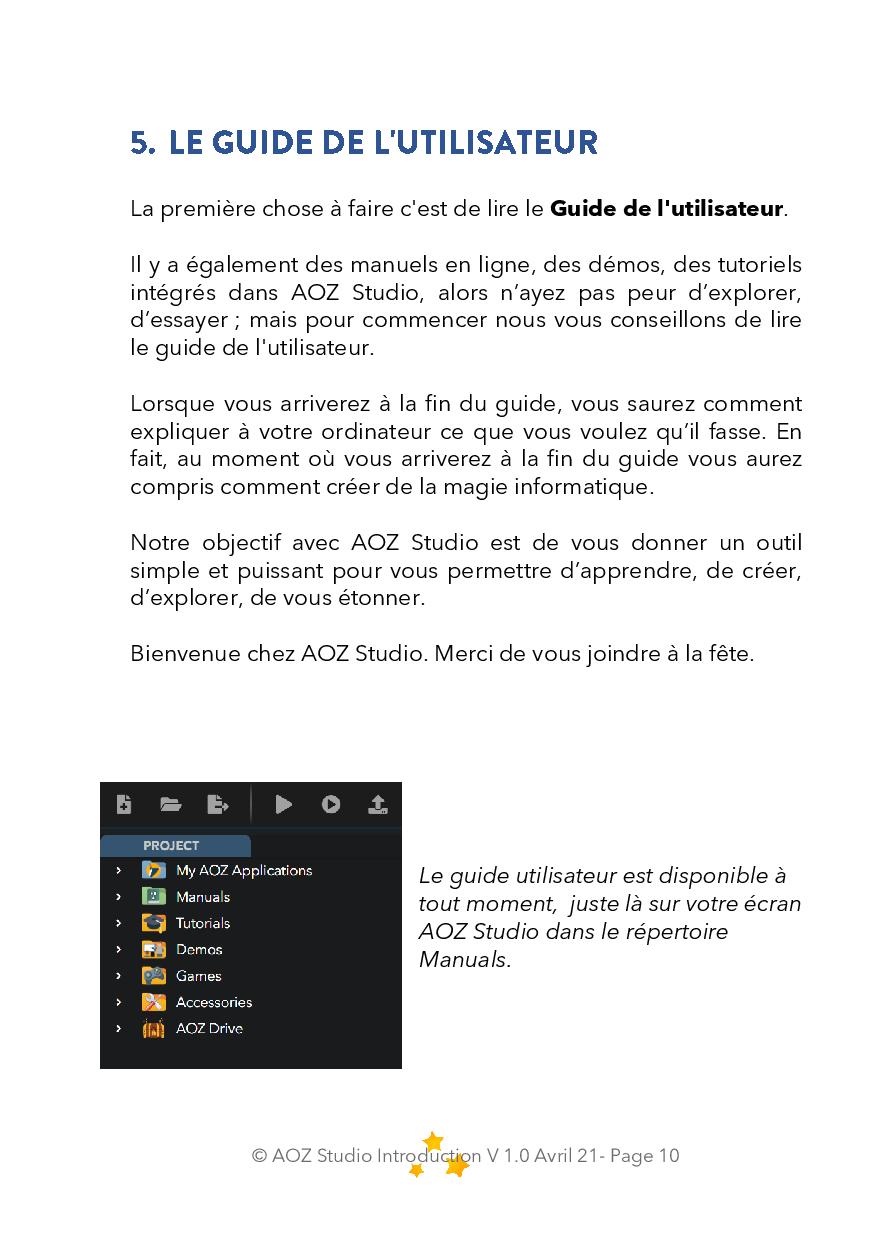 5. LE GUIDE DE L'UTILISATEUR
La première chose à faire c'est de lire le Guide de l'utilisateur.
Il y a également des manuels en ligne, des démos, des tutoriels
intégrés dans AOZ Studio, alors n’ayez pas peur d’explorer,
d’essayer ; mais pour commencer nous vous conseillons de lire
le guide de l'utilisateur.
Lorsque vous arriverez à la fin du guide, vous saurez comment
expliquer à votre ordinateur ce que vous voulez qu’il fasse. En
fait, au moment où vous arriverez à la fin du guide vous aurez
compris comment créer de la magie informatique.
Notre objectif avec AOZ Studio est de vous donner un outil
simple et puissant pour vous permettre d’apprendre, de créer,
d’explorer, de vous étonner.
Bienvenue chez AOZ Studio. Merci de vous joindre à la fête.
PROJECT
My AOZ Applications
Manuals
Tutorials
Demos
Games
Accessories
AOZ Drive
Le guide utilisateur est disponible à
tout moment, juste là sur votre écran
AOZ Studio dans le répertoire
Manuals.
© AOZ Studio Introduction V 1.0 Avril 21- Page 10